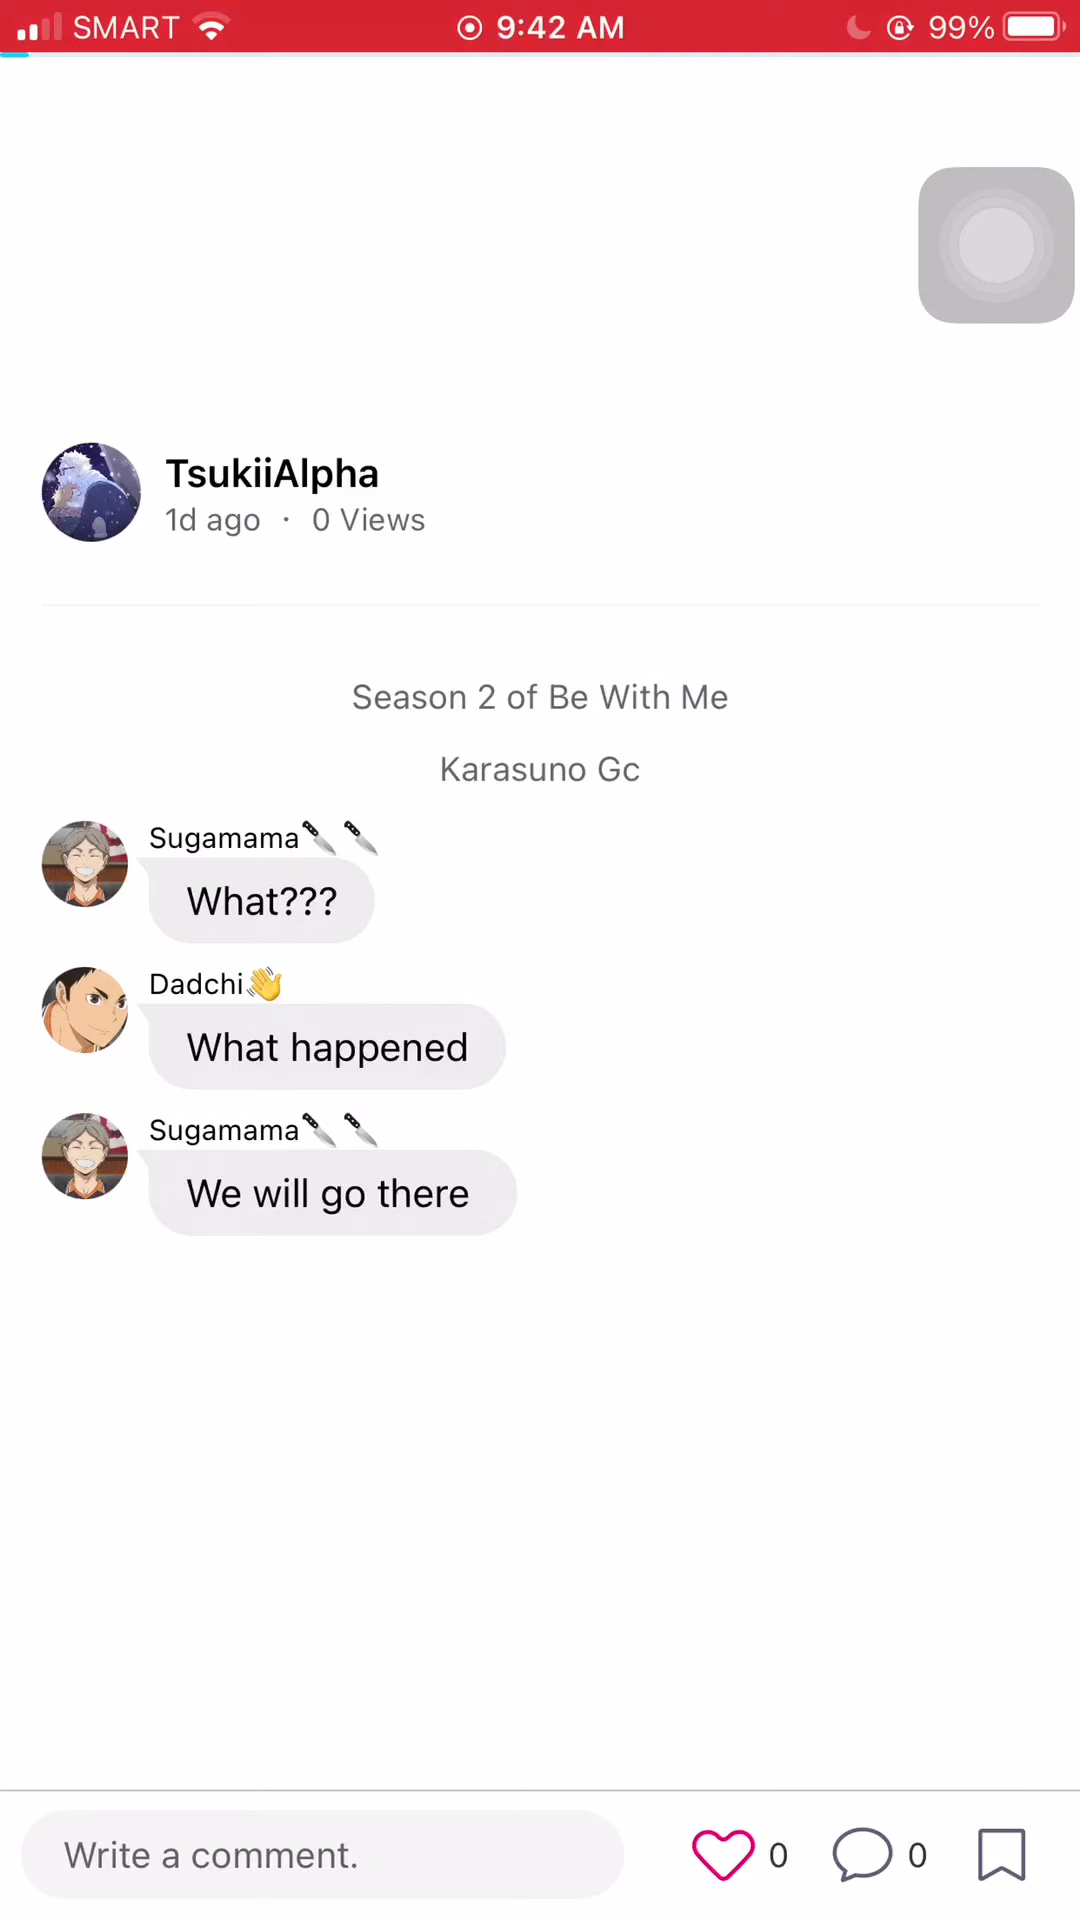 SMART 9:42 AM 99%
TsukiiAlpha
1d ago · 0 Views
Season 2 of Be With Me
Karasuno Gc
Sugamama🔪🔪
What???
Dadchi👋
What happened
Sugamama🔪🔪
We will go there
Write a comment. 0 0